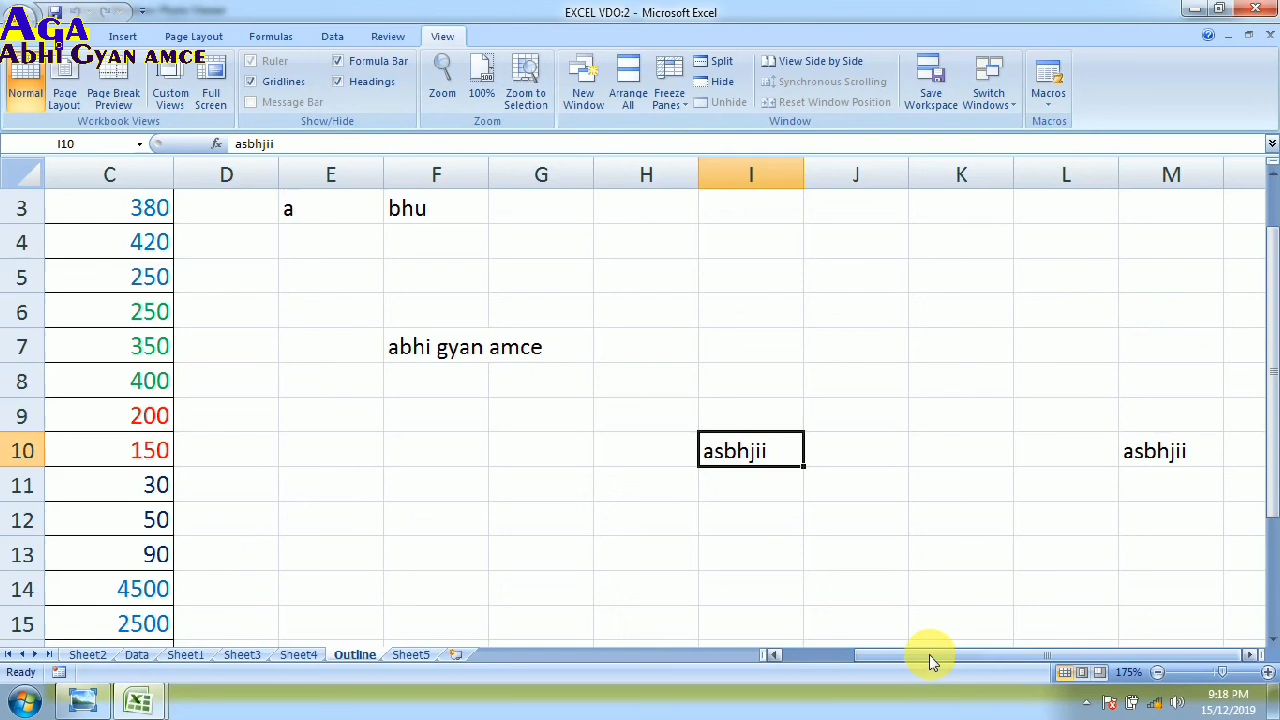 EXCEL VDO:2 - Microsoft Excel
AGA
ABHI GYAN AMCE
Insert Page Layout Formulas Data Review View
Normal Page Layout Page Break Preview Custom Views Full Screen
Workbook Views
Ruler Formula Bar
Gridlines Headings
Message Bar
Show/Hide
Zoom 100% Zoom to Selection
Zoom
New Window Arrange All Freeze Panes
Split View Side by Side
Hide Synchronous Scrolling
Unhide Reset Window Position
Save Workspace Switch Windows
Window
Macros
Macros
I10 fx asbhjii
C D E F G H I J K L M
3 380 a bhu
4 420
5 250
6 250
7 350 abhi gyan amce
8 400
9 200
10 150 asbhjii asbhjii
11 30
12 50
13 90
14 4500
15 2500
Sheet2 Data Sheet1 Sheet3 Sheet4 Outline Sheet5
Ready 175%
9:18 PM
15/12/2019